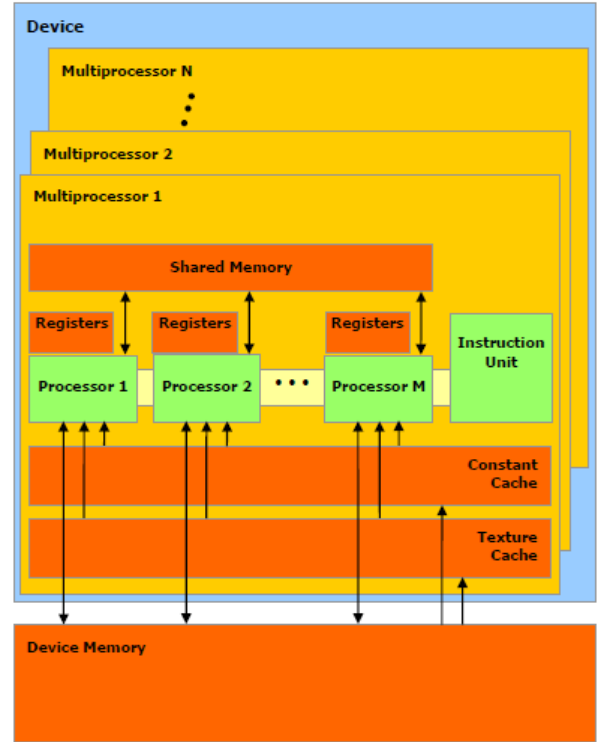 Device
Multiprocessor N
Multiprocessor 2
Multiprocessor 1
Shared Memory
Registers
Registers
Registers
Instruction
Unit
Processor 1
Processor 2
Processor M
Constant
Cache
Texture
Cache
Device Memory